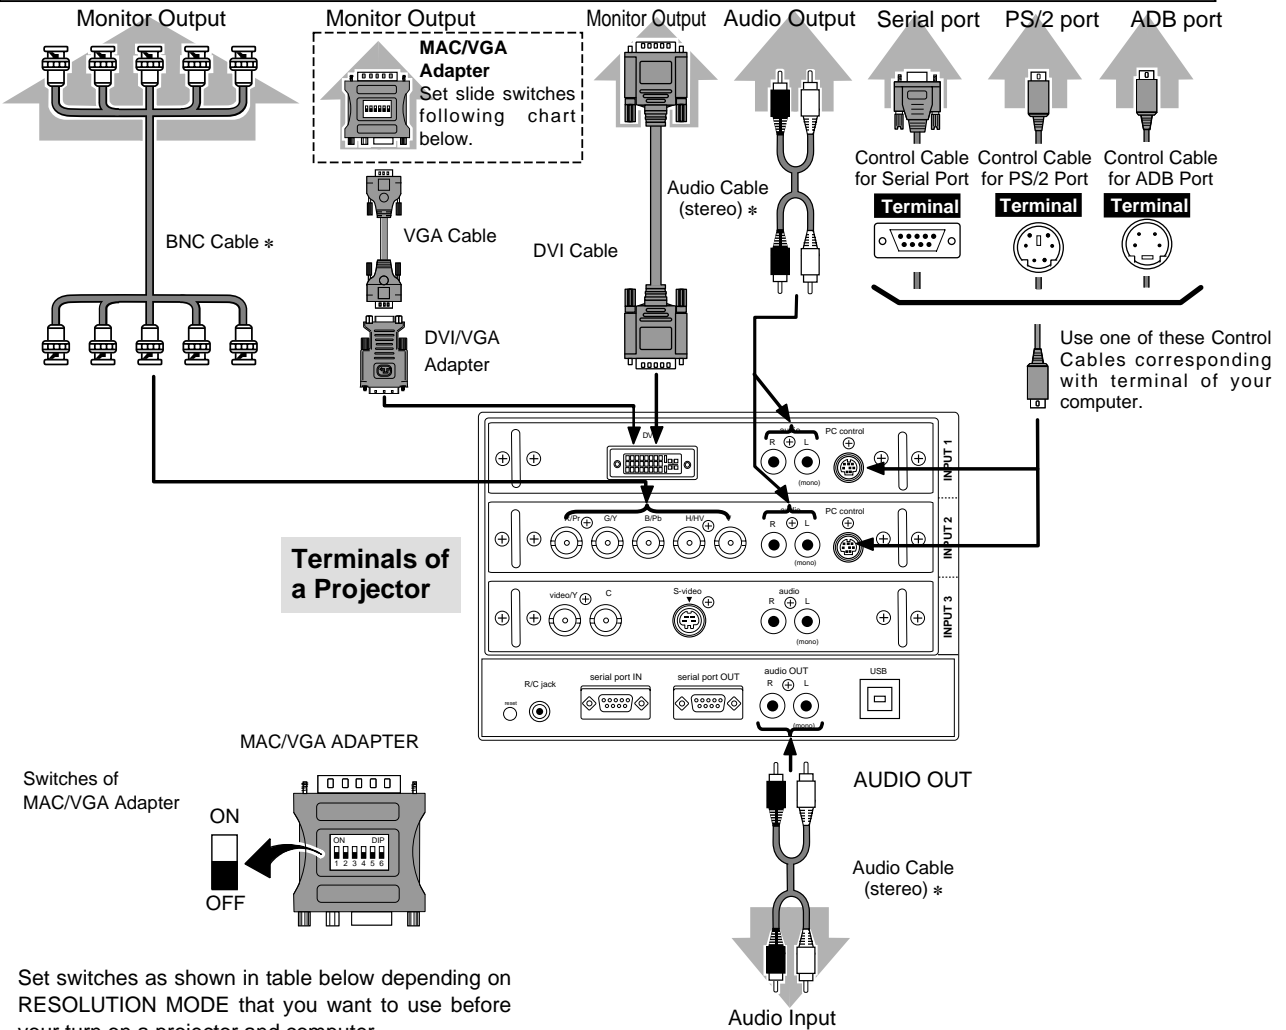 Monitor Output
Monitor Output
Monitor Output
Audio Output
Serial port
PS/2 port
ADB port
MAC/VGA
Adapter
Set slide switches
following chart
below.
Control Cable
for Serial Port
Control Cable
for PS/2 Port
Control Cable
for ADB Port
Terminal
Terminal
Terminal
BNC Cable *
VGA Cable
DVI Cable
Audio Cable
(stereo) *
DVI/VGA
Adapter
Use one of these Control
Cables corresponding
with terminal of your
computer.
R
L
(mono)
PC control
INPUT 1
G/Y
B/Pb
H/HV
R
L
(mono)
PC control
INPUT 2
Terminals of
a Projector
video/Y
C
S-video
audio
R
L
(mono)
INPUT 3
reset
R/C jack
serial port IN
serial port OUT
audio OUT
R
L
(mono)
USB
MAC/VGA ADAPTER
Switches of
MAC/VGA Adapter
ON
OFF
ON DIP
1 2 3 4 5 6
AUDIO OUT
Audio Cable
(stereo) *
Audio Input
Set switches as shown in table below depending on
RESOLUTION MODE that you want to use before
your turn on a projector and computer.